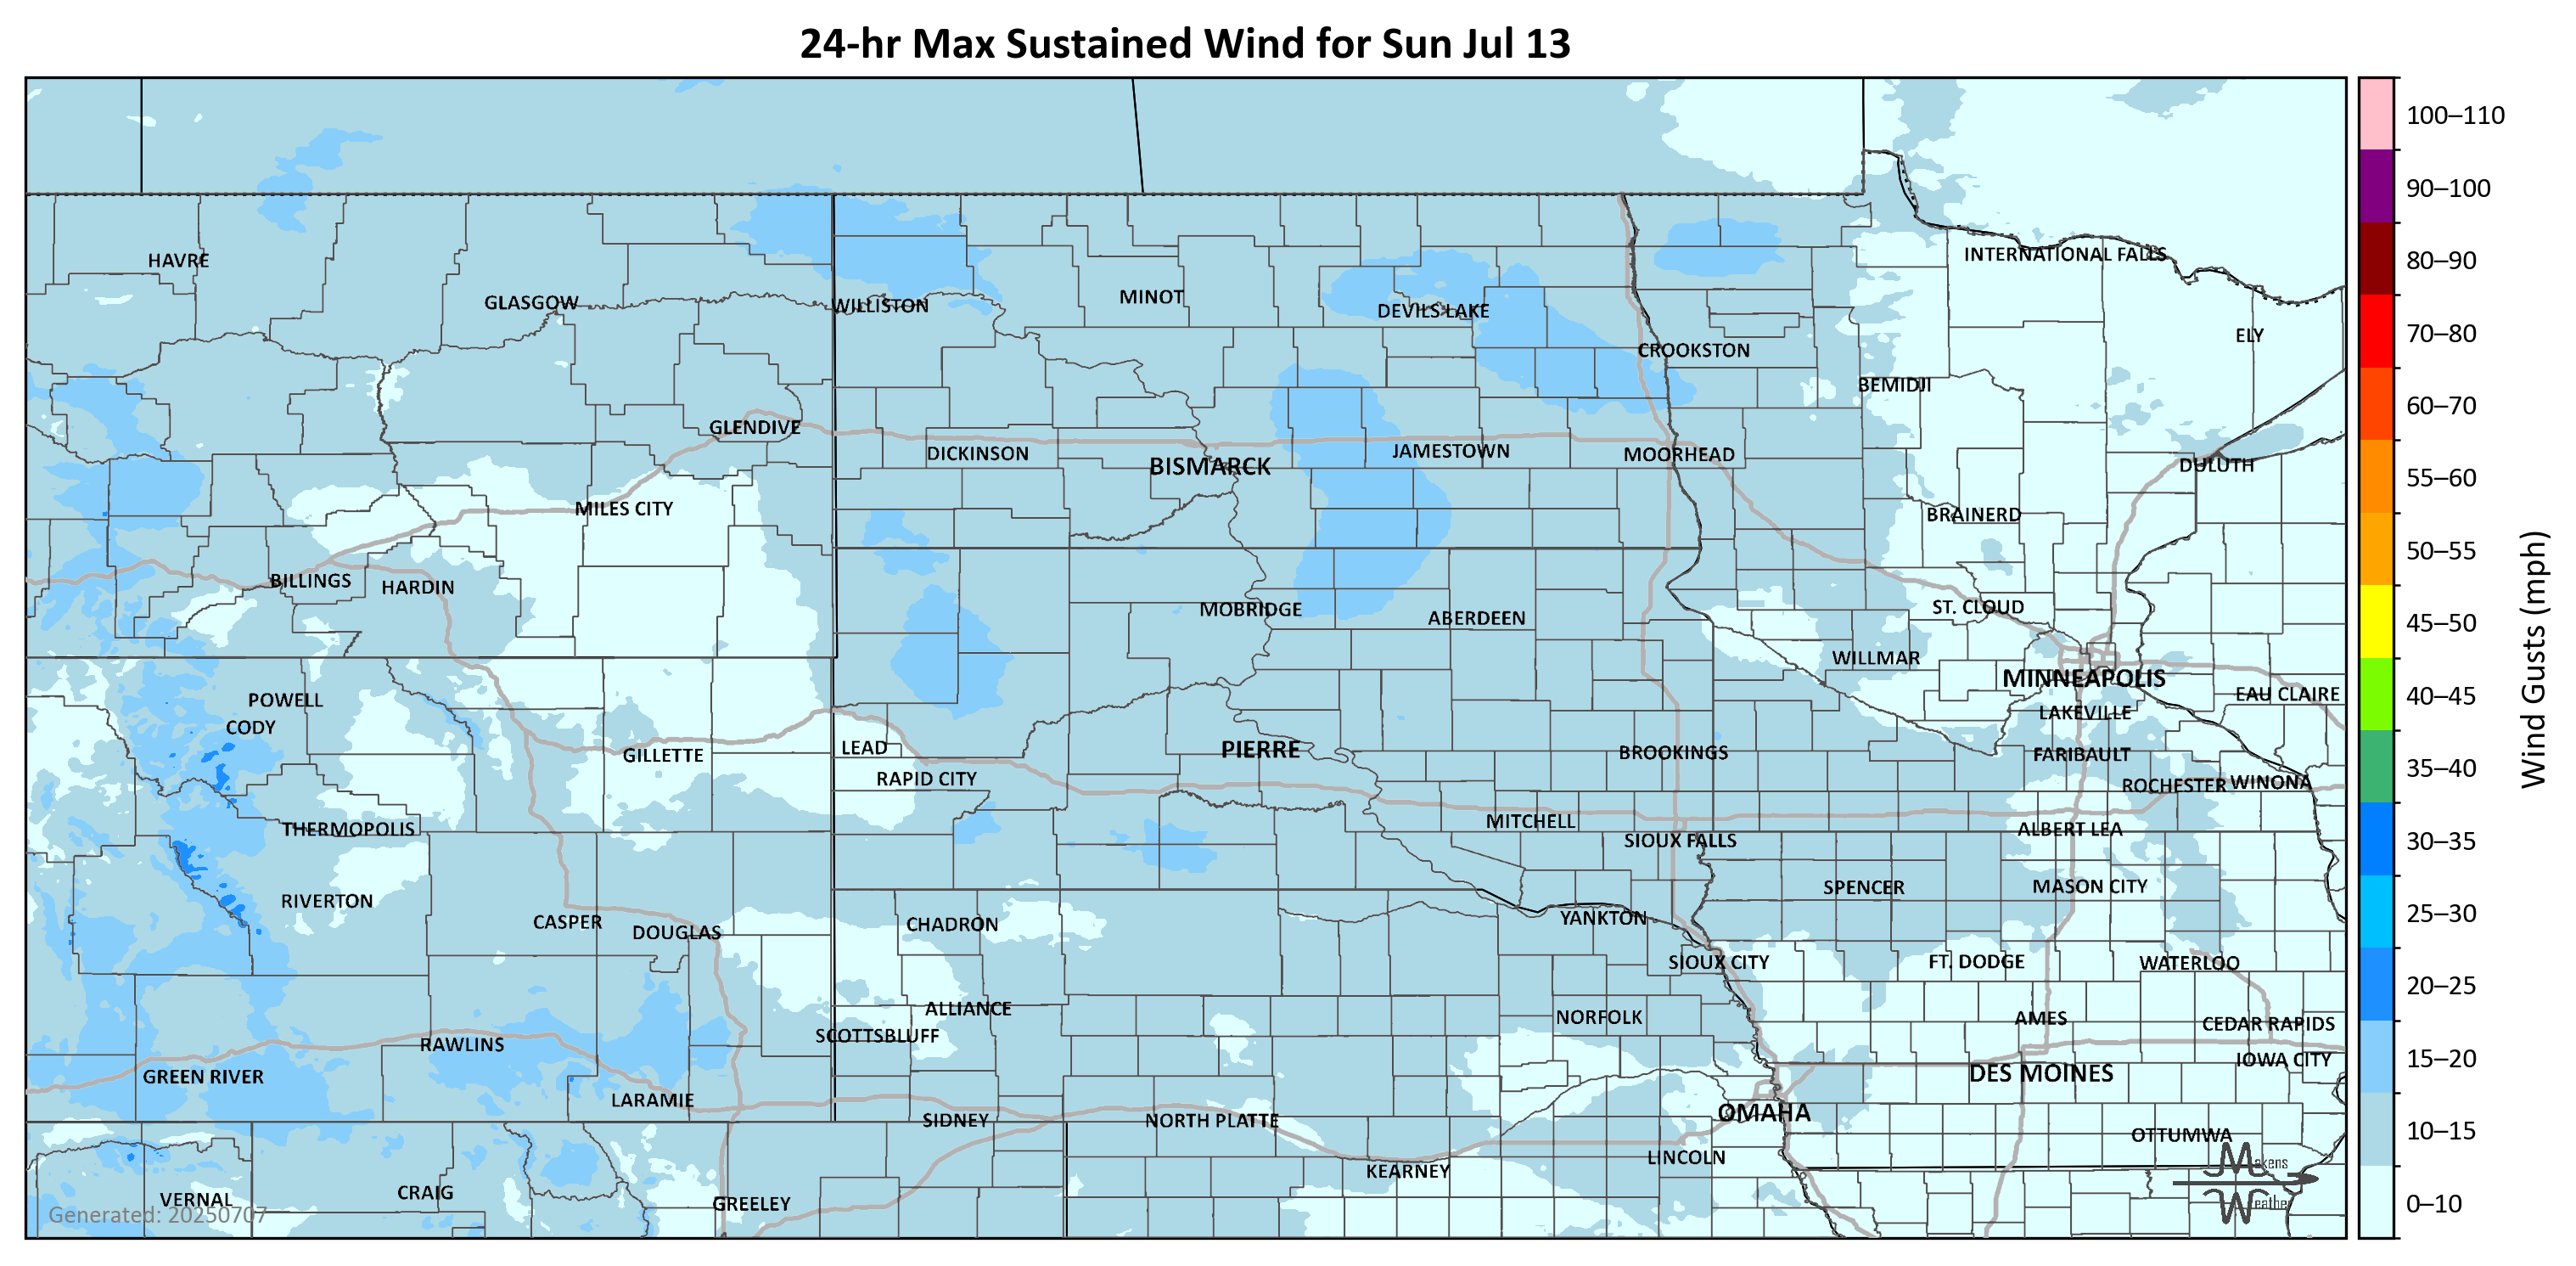 24-hr Max Sustained Wind for Sun Jul 13
100–110
90–100
80–90
70–80
60–70
55–60
50–55
45–50
40–45
35–40
30–35
25–30
20–25
15–20
10–15
0–10
Wind Gusts (mph)
HAVRE
INTERNATIONAL FALLS
GLASGOW
WILLISTON
MINOT
DEVILS LAKE
ELY
CROOKSTON
BEMIDJI
GLENDIVE
DICKINSON
BISMARCK
JAMESTOWN
MOORHEAD
DULUTH
MILES CITY
BRAINERD
BILLINGS
HARDIN
MOBRIDGE
ABERDEEN
ST. CLOUD
WILLMAR
MINNEAPOLIS
POWELL
EAU CLAIRE
CODY
LAKEVILLE
GILLETTE
LEAD
PIERRE
BROOKINGS
FARIBAULT
RAPID CITY
ROCHESTER
WINONA
THERMOPOLIS
MITCHELL
SIOUX FALLS
ALBERT LEA
RIVERTON
SPENCER
MASON CITY
CASPER
DOUGLAS
CHADRON
YANKTON
SIOUX CITY
FT. DODGE
WATERLOO
ALLIANCE
NORFOLK
AMES
CEDAR RAPIDS
SCOTTSBLUFF
RAWLINS
IOWA CITY
GREEN RIVER
DES MOINES
LARAMIE
SIDNEY
NORTH PLATTE
OMAHA
OTTUMWA
KEARNEY
LINCOLN
VERNAL
CRAIG
GREELEY
Generated: 20250707
Makens
Weather